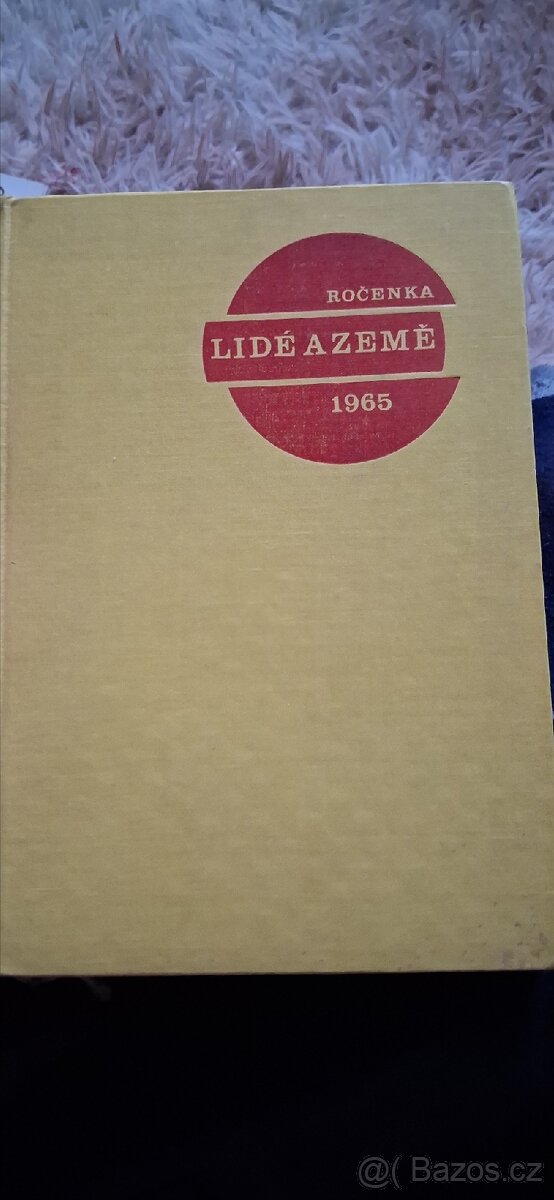 ROČENKA
LIDÉ A ZEMĚ
1965
@( Bazos.cz